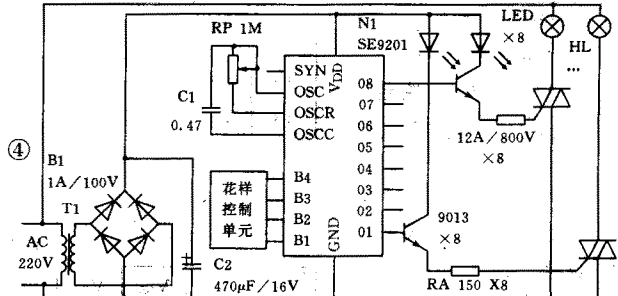 RP 1M
N1
SE9201
LED
×8
HL
...
SYN
OSC
OSCR
OSCC
VDD
08
07
06
05
04
03
02
01
C1
0.47
12A/800V
×8
④
B1
1A/100V
T1
AC
220V
花样
控制
单元
B4
B3
B2
B1
GND
9013
×8
C2
470μF/16V
RA 150 X8